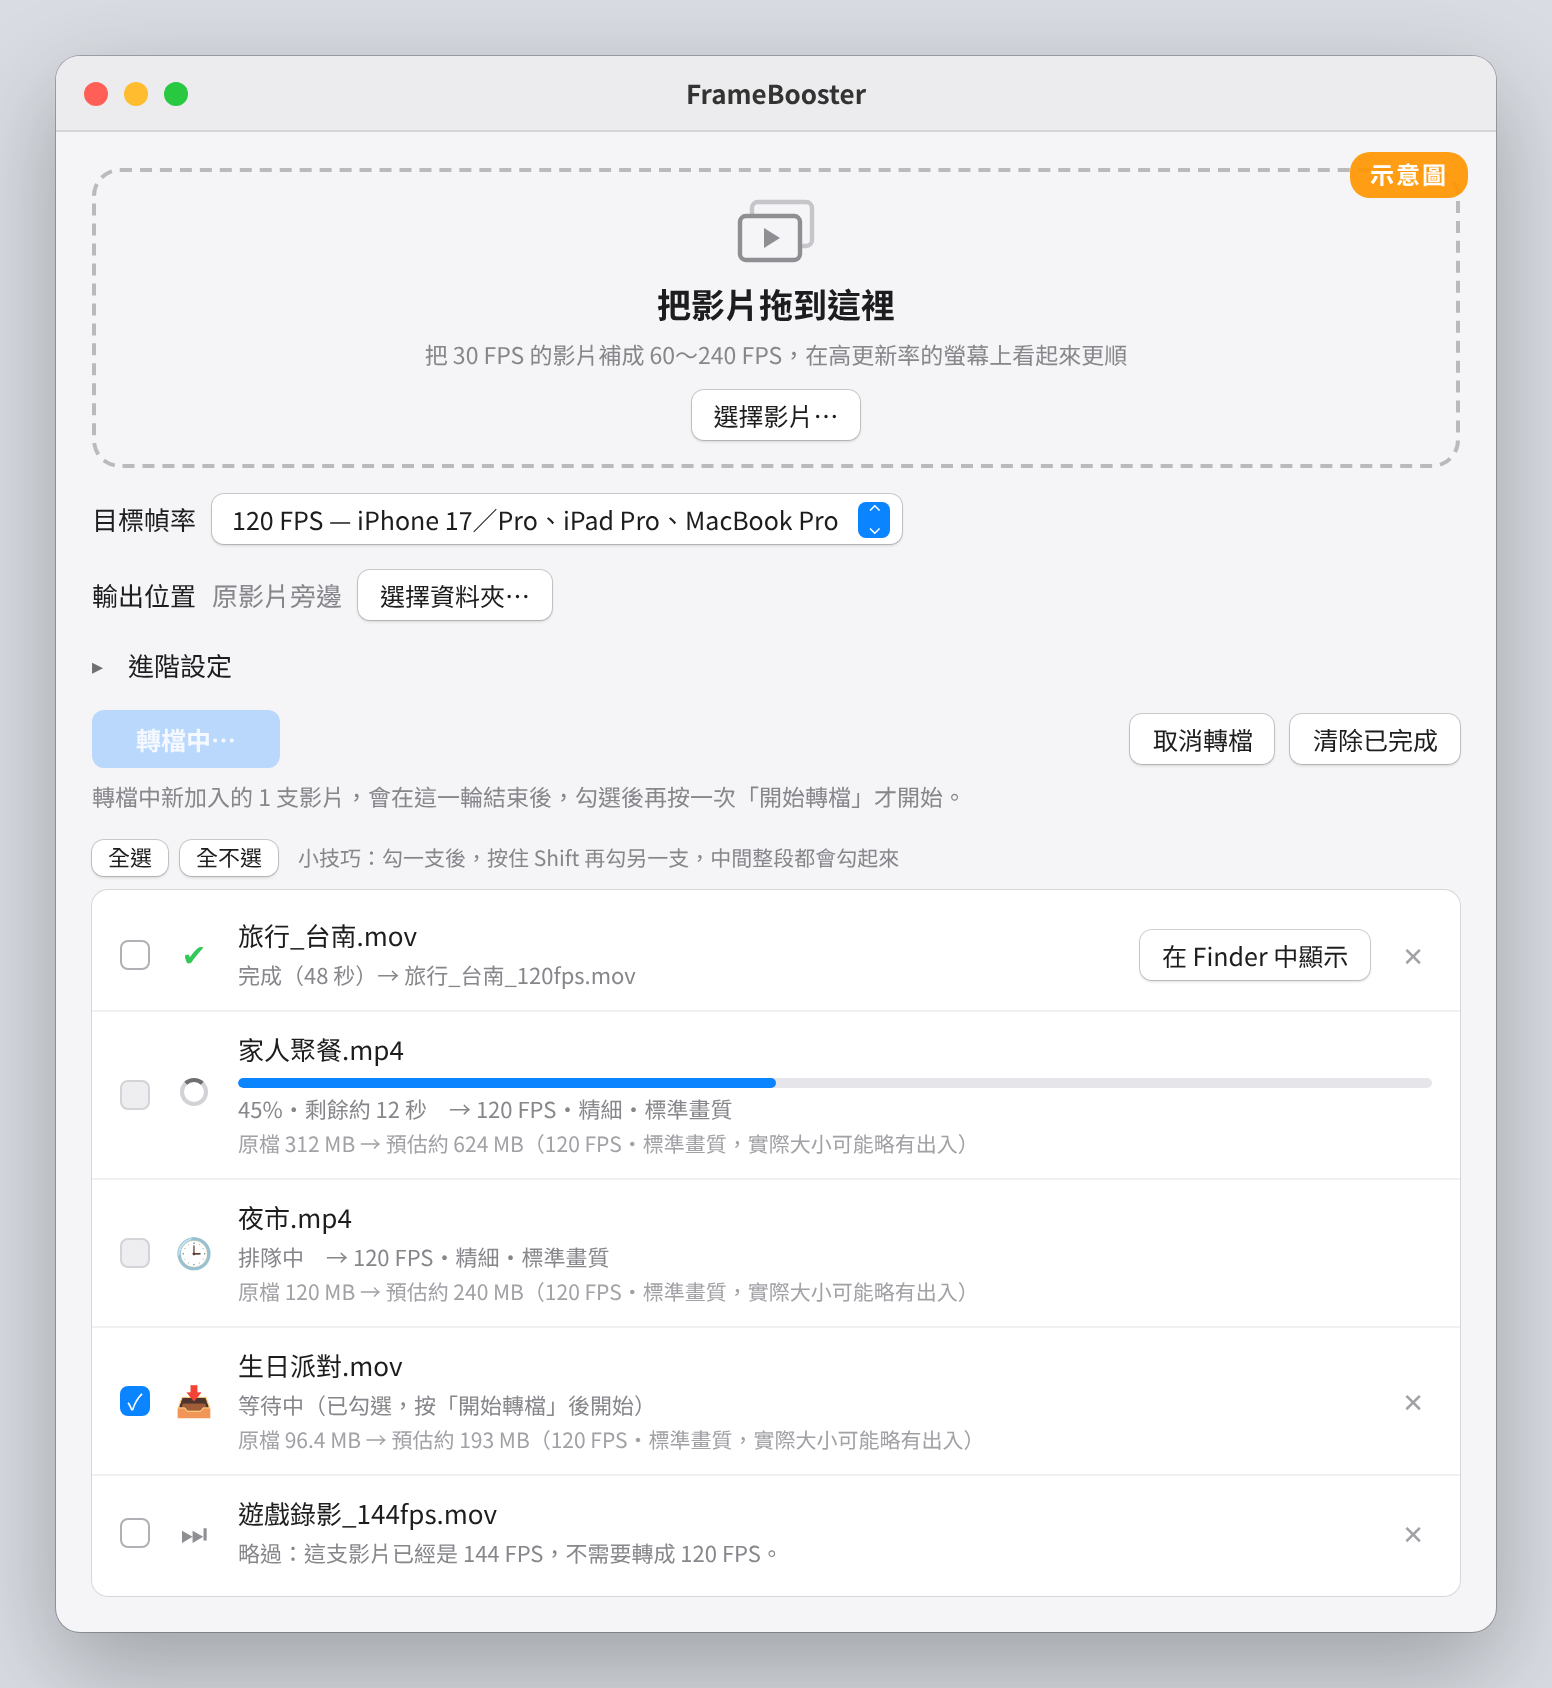 FrameBooster
示意圖
把影片拖到這裡
把 30 FPS 的影片補成 60～240 FPS，在高更新率的螢幕上看起來更順
選擇影片…
目標幀率 120 FPS — iPhone 17／Pro、iPad Pro、MacBook Pro
輸出位置 原影片旁邊 選擇資料夾…
進階設定
轉檔中… 取消轉檔 清除已完成
轉檔中新加入的 1 支影片，會在這一輪結束後，勾選後再按一次「開始轉檔」才開始。
全選 全不選 小技巧：勾一支後，按住 Shift 再勾另一支，中間整段都會勾起來
旅行_台南.mov
完成（48 秒）→ 旅行_台南_120fps.mov
在 Finder 中顯示
家人聚餐.mp4
45%・剩餘約 12 秒　→ 120 FPS・精細・標準畫質
原檔 312 MB → 預估約 624 MB（120 FPS・標準畫質，實際大小可能略有出入）
夜市.mp4
排隊中　→ 120 FPS・精細・標準畫質
原檔 120 MB → 預估約 240 MB（120 FPS・標準畫質，實際大小可能略有出入）
生日派對.mov
等待中（已勾選，按「開始轉檔」後開始）
原檔 96.4 MB → 預估約 193 MB（120 FPS・標準畫質，實際大小可能略有出入）
遊戲錄影_144fps.mov
略過：這支影片已經是 144 FPS，不需要轉成 120 FPS。